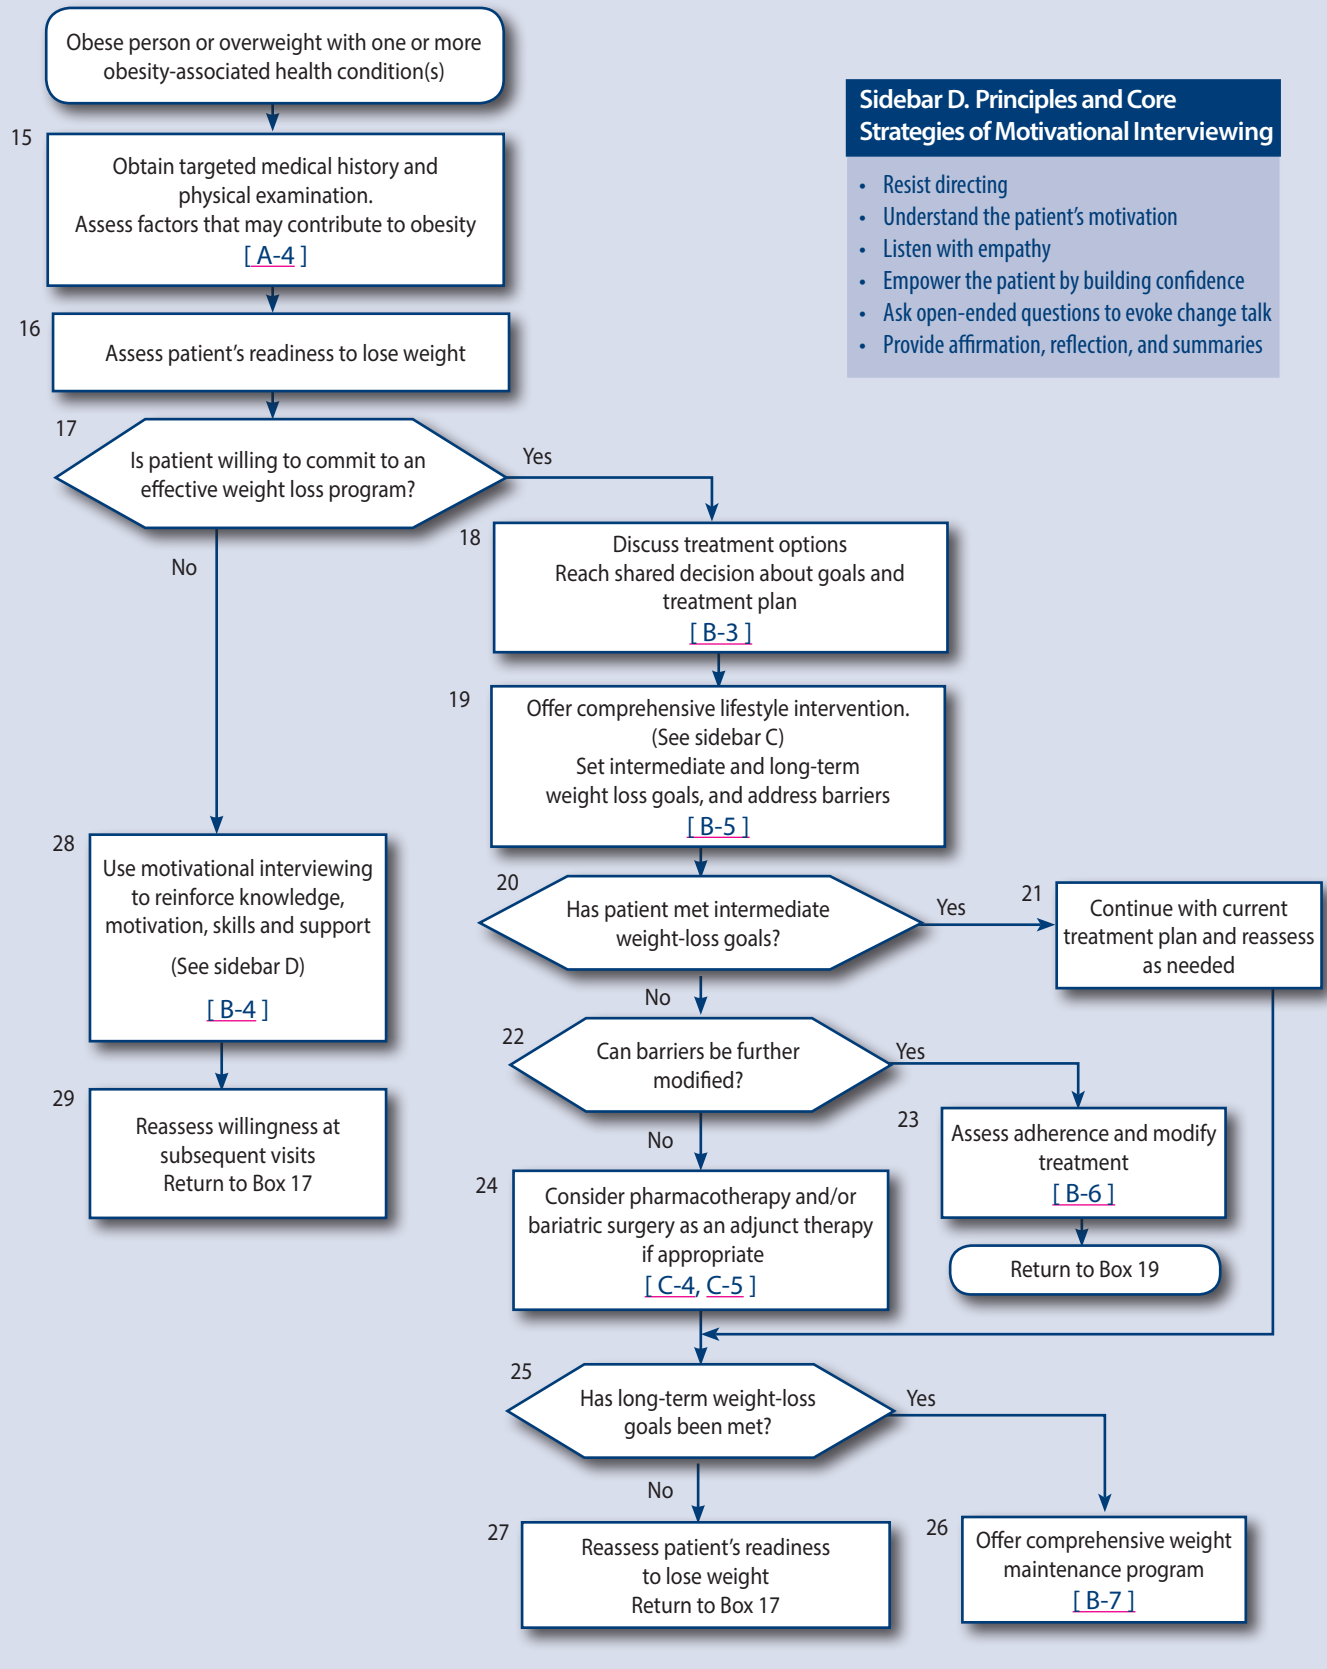 Obese person or overweight with one or more
obesity-associated health condition(s)
Sidebar D. Principles and Core
Strategies of Motivational Interviewing
• Resist directing
• Understand the patient's motivation
• Listen with empathy
• Empower the patient by building confidence
• Ask open-ended questions to evoke change talk
• Provide affirmation, reflection, and summaries
15
Obtain targeted medical history and
physical examination.
Assess factors that may contribute to obesity
[ A-4 ]
16
Assess patient's readiness to lose weight
17
Is patient willing to commit to an
effective weight loss program?
Yes
No
18
Discuss treatment options
Reach shared decision about goals and
treatment plan
[ B-3 ]
19
Offer comprehensive lifestyle intervention.
(See sidebar C)
Set intermediate and long-term
weight loss goals, and address barriers
[ B-5 ]
28
Use motivational interviewing
to reinforce knowledge,
motivation, skills and support
(See sidebar D)
[ B-4 ]
20
Has patient met intermediate
weight-loss goals?
Yes
No
21
Continue with current
treatment plan and reassess
as needed
22
Can barriers be further
modified?
Yes
No
29
Reassess willingness at
subsequent visits
Return to Box 17
23
Assess adherence and modify
treatment
[ B-6 ]
Return to Box 19
24
Consider pharmacotherapy and/or
bariatric surgery as an adjunct therapy
if appropriate
[ C-4, C-5 ]
25
Has long-term weight-loss
goals been met?
Yes
No
27
Reassess patient's readiness
to lose weight
Return to Box 17
26
Offer comprehensive weight
maintenance program
[ B-7 ]